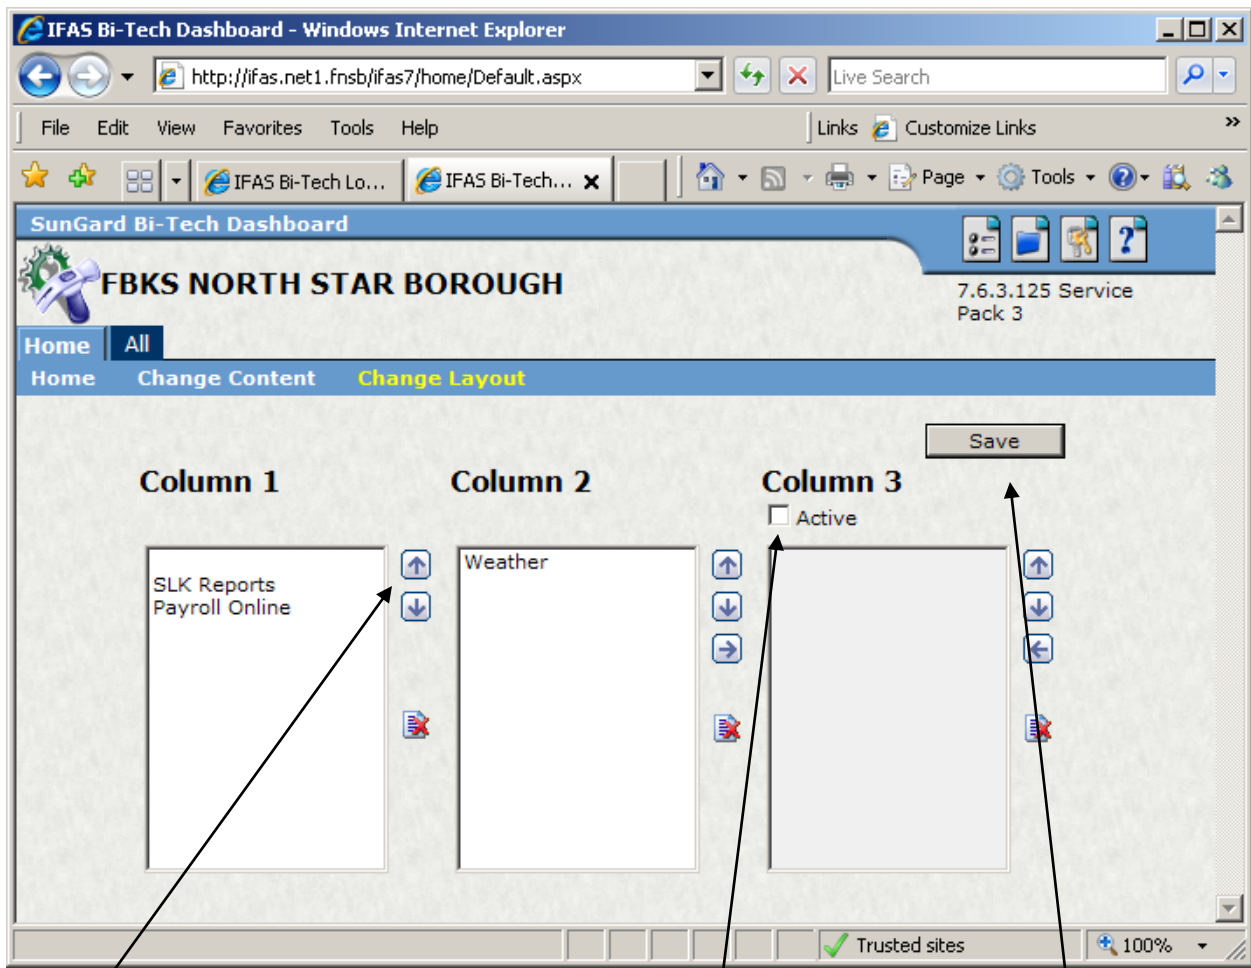 IFAS Bi-Tech Dashboard - Windows Internet Explorer
http://ifas.net1.fnsb/ifas7/home/Default.aspx
Live Search
File Edit View Favorites Tools Help
Links Customize Links »
IFAS Bi-Tech Lo... IFAS Bi-Tech... Page Tools
SunGard Bi-Tech Dashboard
FBKS NORTH STAR BOROUGH
7.6.3.125 Service
Pack 3
Home All
Home Change Content Change Layout
Save
Column 1 Column 2 Column 3
Active
Weather
SLK Reports
Payroll Online
Trusted sites 100%